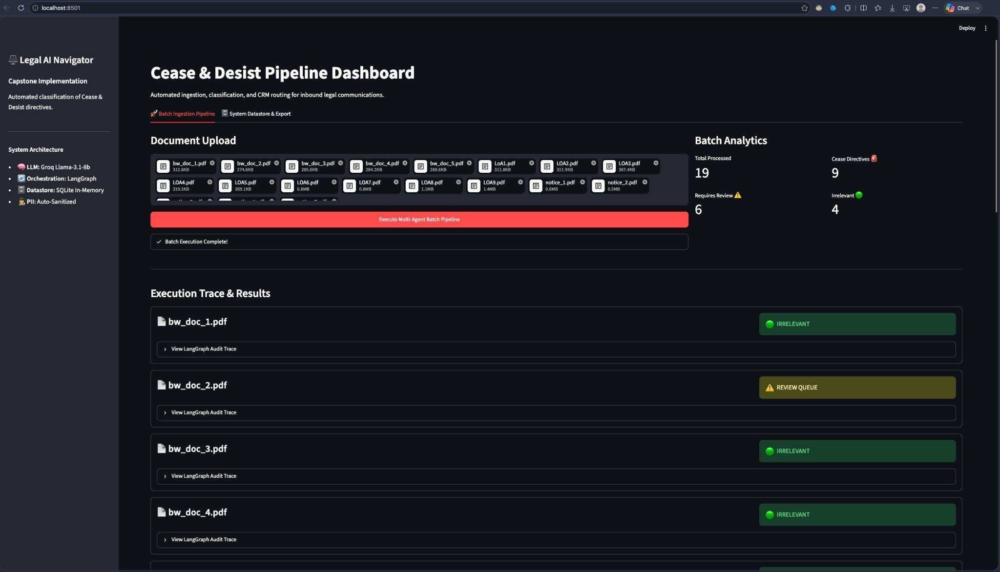 localhost:8501
Chat
Deploy
Legal AI Navigator
Capstone Implementation
Automated classification of Cease &
Desist directives.
System Architecture
LLM: Groq Llama-3.1-8b
Orchestration: LangGraph
Datastore: SQLite In-Memory
PII: Auto-Sanitized
Cease & Desist Pipeline Dashboard
Automated ingestion, classification, and CRM routing for inbound legal communications.
Batch Ingestion Pipeline
System Datastore & Export
Document Upload
bw_doc_1.pdf
312.8KB
bw_doc_2.pdf
274.6KB
bw_doc_3.pdf
285.6KB
bw_doc_4.pdf
284.2KB
bw_doc_5.pdf
288.6KB
LoA1.pdf
311.8KB
LOA2.pdf
311.9KB
LOA3.pdf
367.4KB
LOA4.pdf
319.2KB
LOA5.pdf
269.1KB
LOA6.pdf
0.8MB
LOA7.pdf
0.8MB
LOA8.pdf
1.1MB
LOA9.pdf
1.4MB
notice_1.pdf
0.6MB
notice_2.pdf
0.5MB
Execute Multi-Agent Batch Pipeline
Batch Execution Complete!
Batch Analytics
Total Processed
19
Cease Directives
9
Requires Review
6
Irrelevant
4
Execution Trace & Results
bw_doc_1.pdf
IRRELEVANT
View LangGraph Audit Trace
bw_doc_2.pdf
REVIEW QUEUE
View LangGraph Audit Trace
bw_doc_3.pdf
IRRELEVANT
View LangGraph Audit Trace
bw_doc_4.pdf
IRRELEVANT
View LangGraph Audit Trace